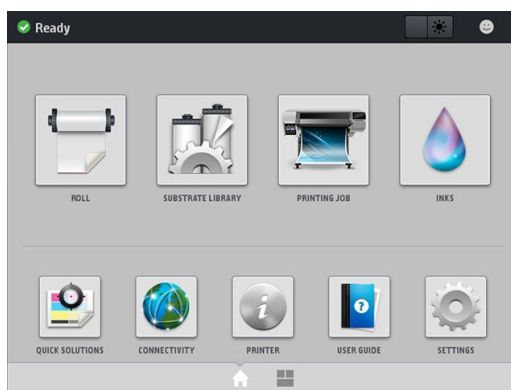 Ready
ROLL
SUBSTRATE LIBRARY
PRINTING JOB
INKS
QUICK SOLUTIONS
CONNECTIVITY
PRINTER
USER GUIDE
SETTINGS